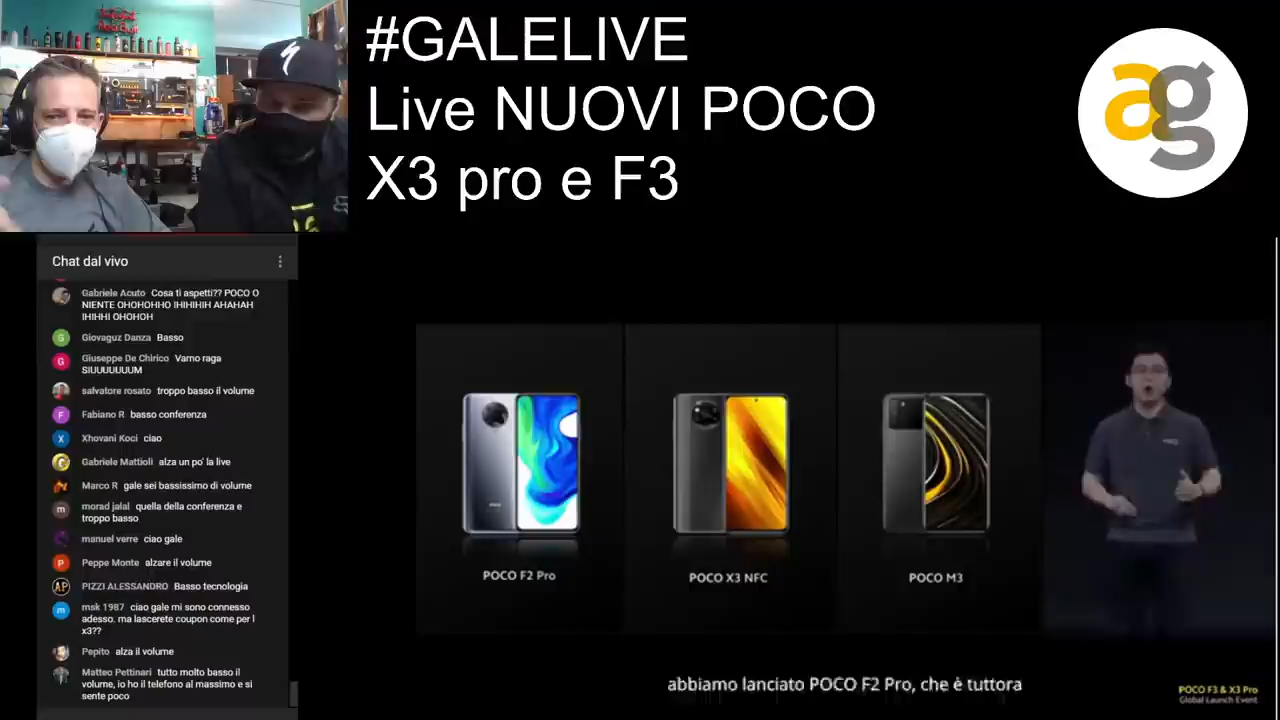 #GALELIVE
Live NUOVI POCO
X3 pro e F3
ag
Chat dal vivo
Gabriele Acuto Cosa ti aspetti?? POCO O
NIENTE OHOHOHHO IHIHIHIH AHAHAH
IHIHHI OHOHOH
Giovaguz Danza Basso
Giuseppe De Chirico Vamo raga
SIUUUUUUUM
salvatore rosato troppo basso il volume
Fabiano R basso conferenza
Xhovani Koci ciao
Gabriele Mattioli alza un po' la live
Marco R gale sei bassissimo di volume
morad jalal quella della conferenza e
troppo basso
manuel verre ciao gale
Peppe Monte alzare il volume
PIZZI ALESSANDRO Basso tecnologia
msk 1987 ciao gale mi sono connesso
adesso. ma lascerete coupon come per l
x3??
Pepito alza il volume
Matteo Pettinari tutto molto basso il
volume, io ho il telefono al massimo e si
sente poco
POCO F2 Pro
POCO X3 NFC
POCO M3
abbiamo lanciato POCO F2 Pro, che è tuttora
POCO F3 & X3 Pro
Global Launch Event